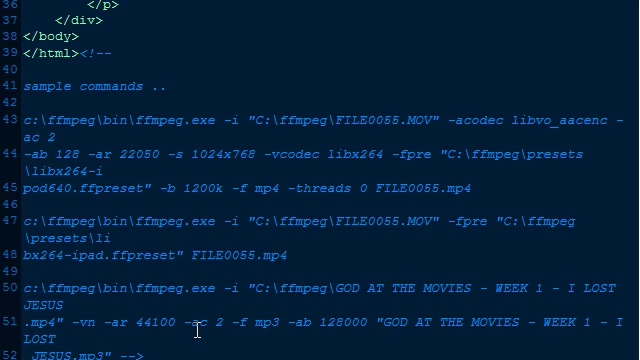 36 </p>
37 </div>
38 </body>
39 </html><!--
40
41 sample commands ..
42
43 c:\ffmpeg\bin\ffmpeg.exe -i "C:\ffmpeg\FILE0055.MOV" -acodec libvo_aacenc -
ac 2
44 -ab 128 -ar 22050 -s 1024x768 -vcodec libx264 -fpre "C:\ffmpeg\presets
\libx264-i
45 pod640.ffpreset" -b 1200k -f mp4 -threads 0 FILE0055.mp4
46
47 c:\ffmpeg\bin\ffmpeg.exe -i "C:\ffmpeg\FILE0055.MOV" -fpre "C:\ffmpeg
\presets\li
48 bx264-ipad.ffpreset" FILE0055.mp4
49
50 c:\ffmpeg\bin\ffmpeg.exe -i "C:\ffmpeg\GOD AT THE MOVIES - WEEK 1 - I LOST
JESUS
51 .mp4" -vn -ar 44100 -ac 2 -f mp3 -ab 128000 "GOD AT THE MOVIES - WEEK 1 - I
LOST
52 JESUS.mp3" -->